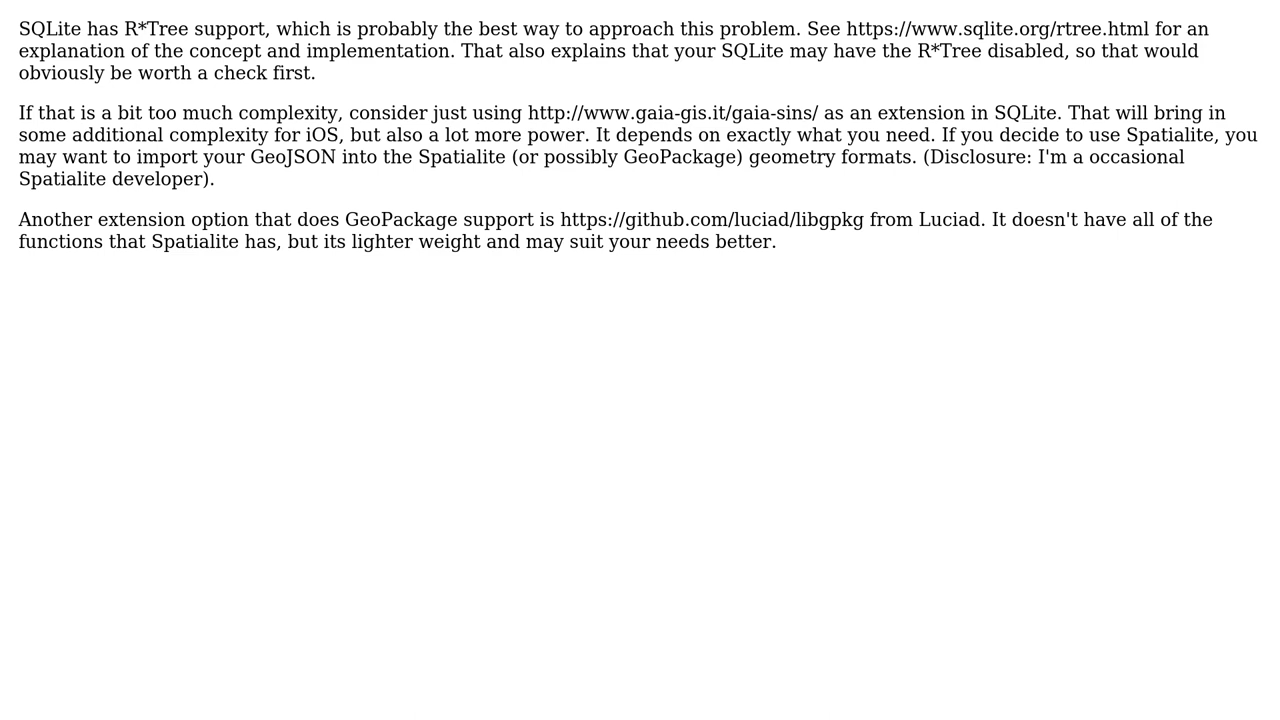 SQLite has R*Tree support, which is probably the best way to approach this problem. See https://www.sqlite.org/rtree.html for an
explanation of the concept and implementation. That also explains that your SQLite may have the R*Tree disabled, so that would
obviously be worth a check first.
If that is a bit too much complexity, consider just using http://www.gaia-gis.it/gaia-sins/ as an extension in SQLite. That will bring in
some additional complexity for iOS, but also a lot more power. It depends on exactly what you need. If you decide to use Spatialite, you
may want to import your GeoJSON into the Spatialite (or possibly GeoPackage) geometry formats. (Disclosure: I'm a occasional
Spatialite developer).
Another extension option that does GeoPackage support is https://github.com/luciad/libgpkg from Luciad. It doesn't have all of the
functions that Spatialite has, but its lighter weight and may suit your needs better.